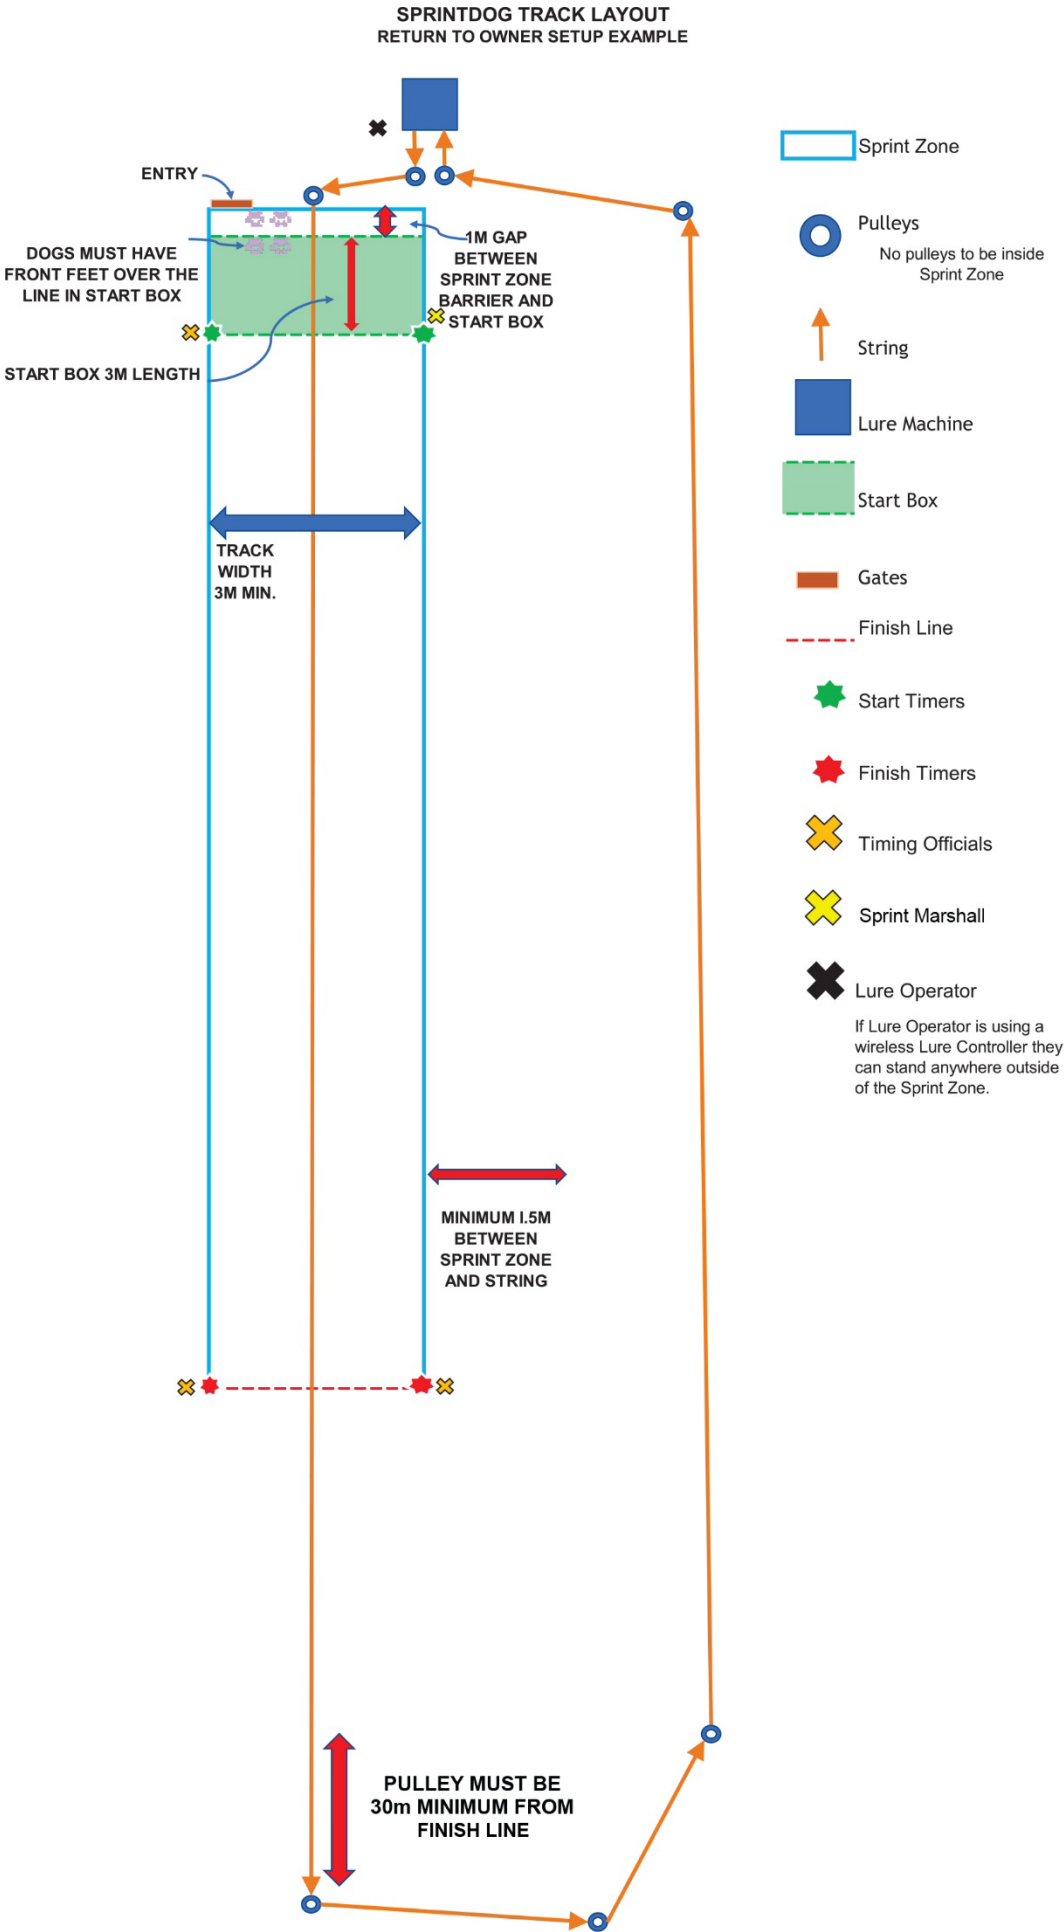 SPRINTDOG TRACK LAYOUT
RETURN TO OWNER SETUP EXAMPLE
ENTRY
DOGS MUST HAVE
FRONT FEET OVER THE
LINE IN START BOX
1M GAP
BETWEEN
SPRINT ZONE
BARRIER AND
START BOX
START BOX 3M LENGTH
TRACK
WIDTH
3M MIN.
MINIMUM I.5M
BETWEEN
SPRINT ZONE
AND STRING
PULLEY MUST BE
30m MINIMUM FROM
FINISH LINE
Sprint Zone
Pulleys
No pulleys to be inside
Sprint Zone
String
Lure Machine
Start Box
Gates
Finish Line
Start Timers
Finish Timers
Timing Officials
Sprint Marshall
Lure Operator
If Lure Operator is using a
wireless Lure Controller they
can stand anywhere outside
of the Sprint Zone.